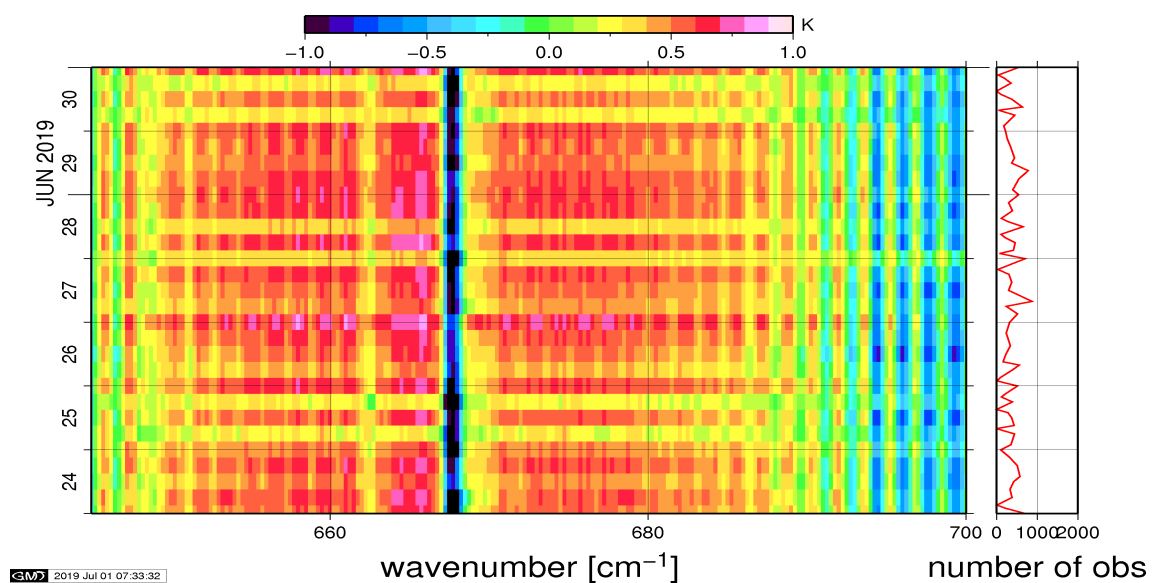 K
−1.0 −0.5 0.0 0.5 1.0
30
29
28
27
26
25
24
JUN 2019
660 680 700
0 1000 2000
wavenumber [cm−1]
number of obs
GMT 2019 Jul 01 07:33:32